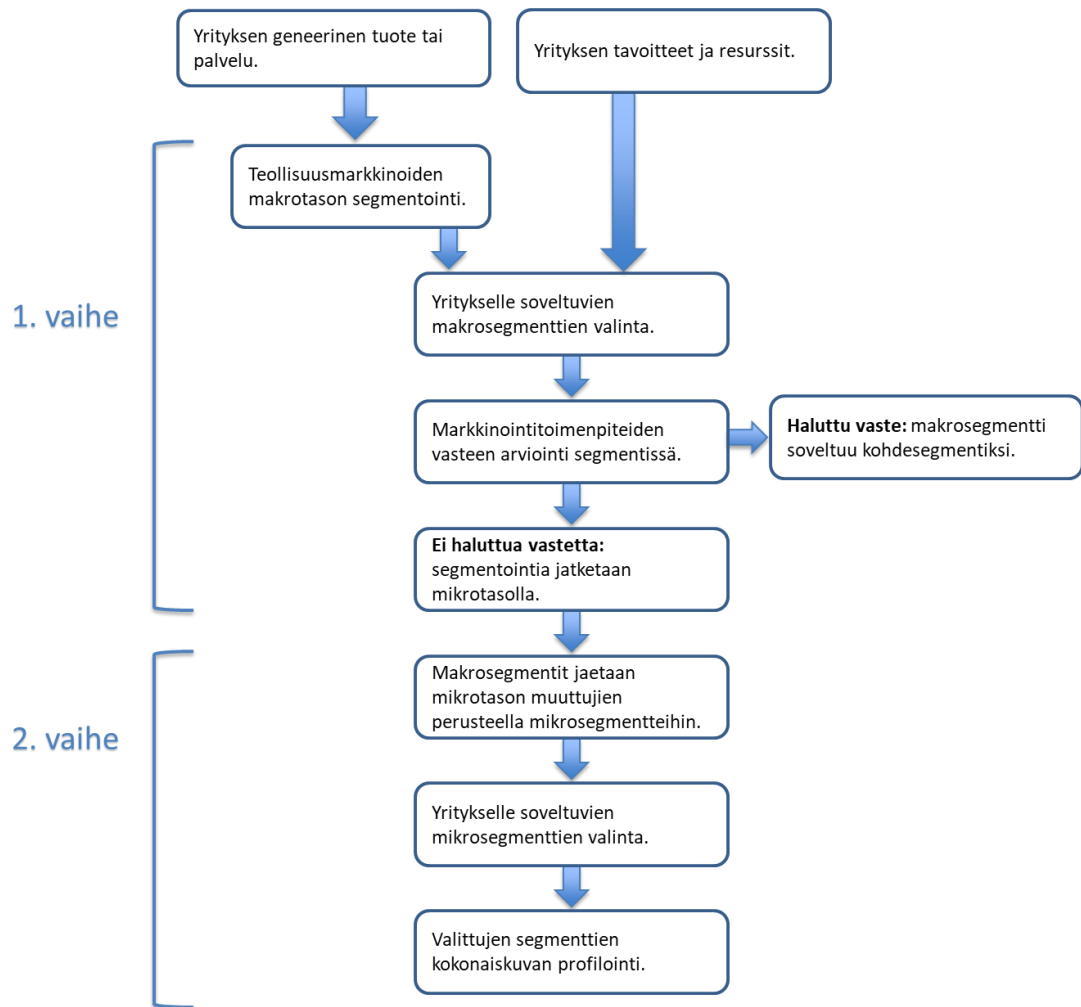 Yrityksen geneerinen tuote tai
palvelu.
Yrityksen tavoitteet ja resurssit.
Teollisuusmarkkinoiden
makrotason segmentointi.
1. vaihe
Yritykselle soveltuvien
makrosegmenttien valinta.
Markkinointitoimenpiteiden
vasteen arviointi segmentissä.
Haluttu vaste: makrosegmentti
soveltuu kohdesegmentiksi.
Ei haluttua vastetta:
segmentointia jatketaan
mikrotasolla.
2. vaihe
Makrosegmentit jaetaan
mikrotason muuttujien
perusteella mikrosegmentteihin.
Yritykselle soveltuvien
mikrosegmenttien valinta.
Valittujen segmenttien
kokonaiskuvan profilointi.